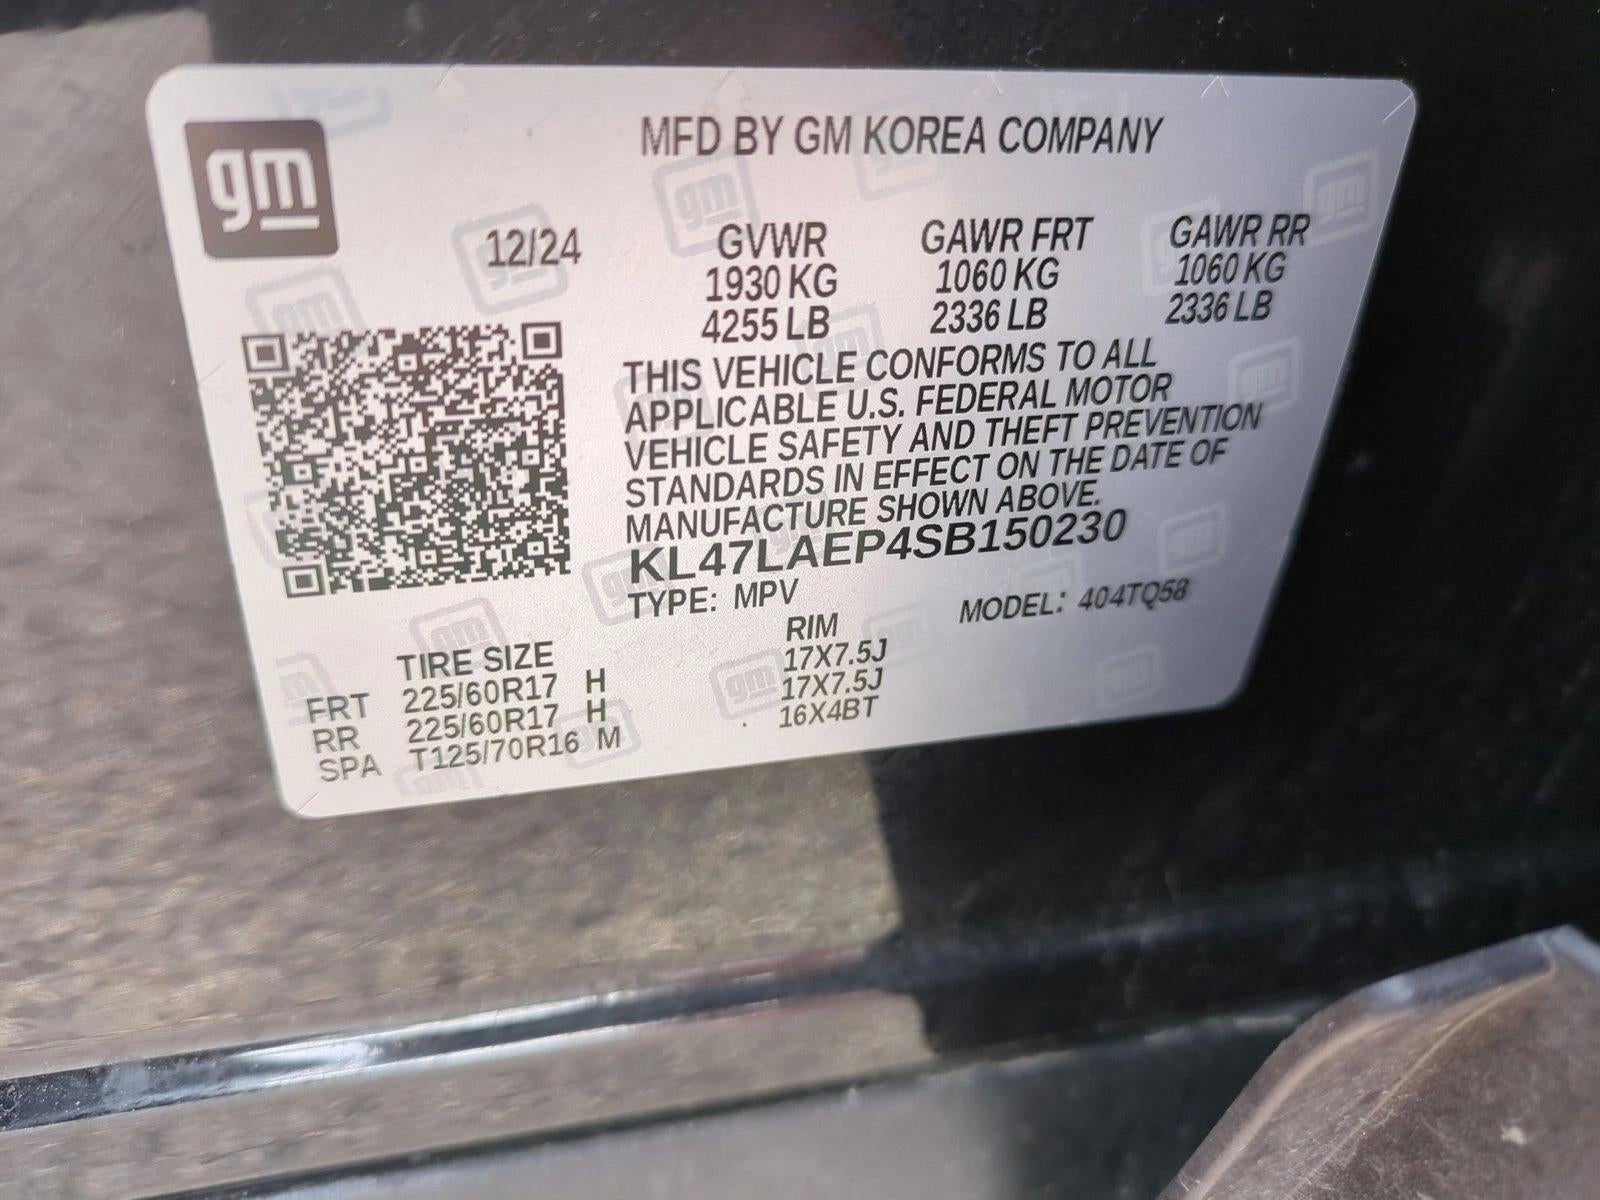 gm
MFD BY GM KOREA COMPANY
12/24
GVWR GAWR FRT GAWR RR
1930 KG 1060 KG 1060 KG
4255 LB 2336 LB 2336 LB
THIS VEHICLE CONFORMS TO ALL
APPLICABLE U.S. FEDERAL MOTOR
VEHICLE SAFETY AND THEFT PREVENTION
STANDARDS IN EFFECT ON THE DATE OF
MANUFACTURE SHOWN ABOVE.
KL47LAEP4SB150230
TYPE: MPV MODEL: 404TQ58
TIRE SIZE RIM
FRT 225/60R17 H 17X7.5J
RR 225/60R17 H 17X7.5J
SPA T125/70R16 M 16X4BT